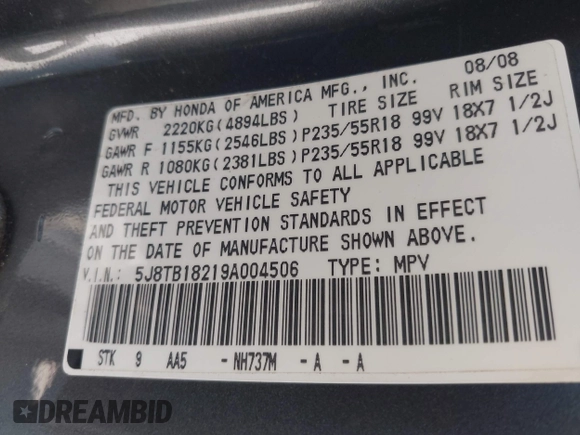 08/08
MFD. BY HONDA OF AMERICA MFG., INC.
GVWR 2220KG(4894LBS) TIRE SIZE RIM SIZE
GAWR F 1155KG(2546LBS)P235/55R18 99V 18X7 1/2J
GAWR R 1080KG(2381LBS)P235/55R18 99V 18X7 1/2J
THIS VEHICLE CONFORMS TO ALL APPLICABLE
FEDERAL MOTOR VEHICLE SAFETY
AND THEFT PREVENTION STANDARDS IN EFFECT
ON THE DATE OF MANUFACTURE SHOWN ABOVE.
V.I.N.: 5J8TB18219A004506 TYPE: MPV
STK 9 AA5 - NH737M - A - A
DREAMBID